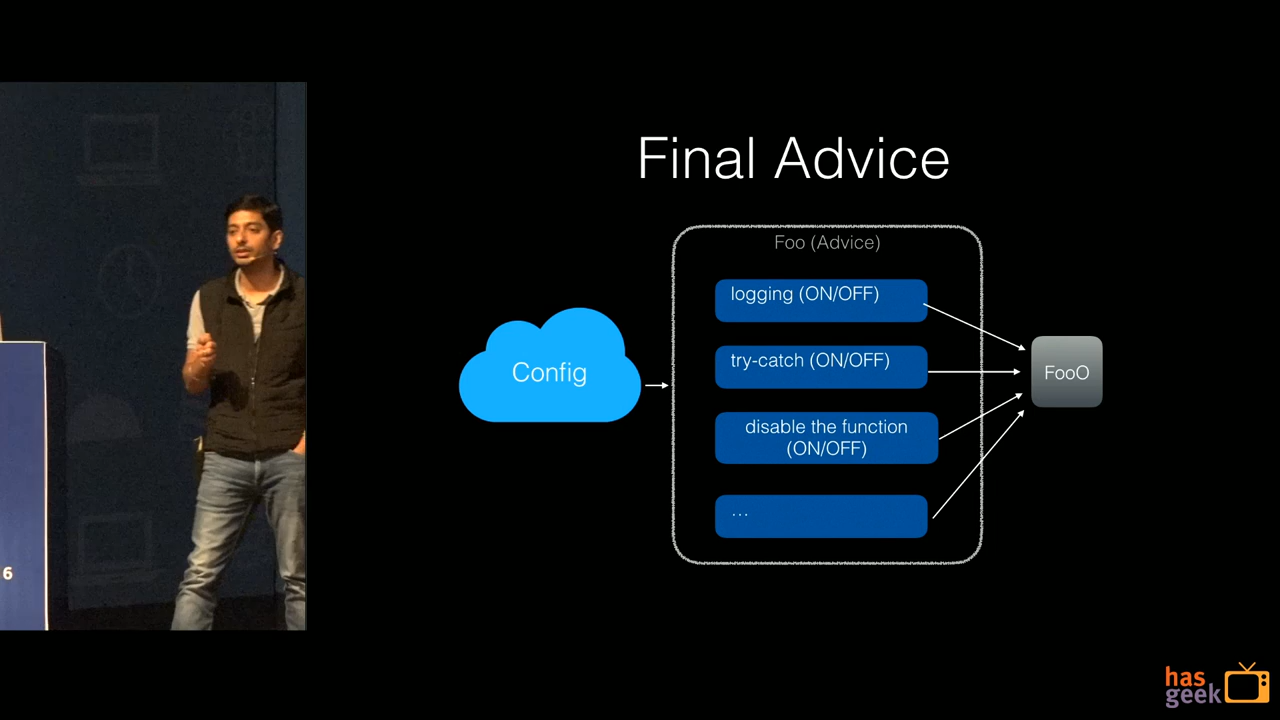 Final Advice
Foo (Advice)
logging (ON/OFF)
try-catch (ON/OFF)
disable the function
(ON/OFF)
...
Config
FooO
6
has
geek